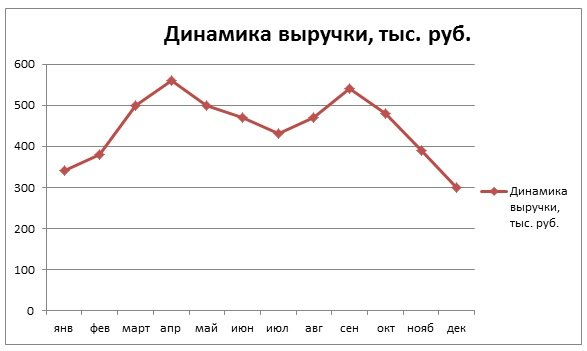 Динамика выручки, тыс. руб.
600
500
400
300
200
100
0
янв фев март апр май июн июл авг сен окт нояб дек
Динамика
выручки,
тыс. руб.